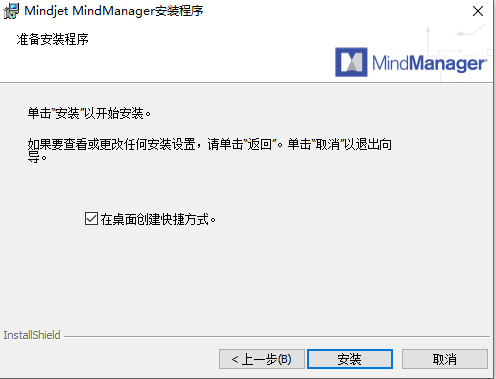 Mindjet MindManager安装程序
准备安装程序
MindManager
单击“安装”以开始安装。
如果要查看或更改任何安装设置，请单击“返回”。单击“取消”以退出向
导。
在桌面创建快捷方式。
InstallShield
< 上一步(B)
安装
取消